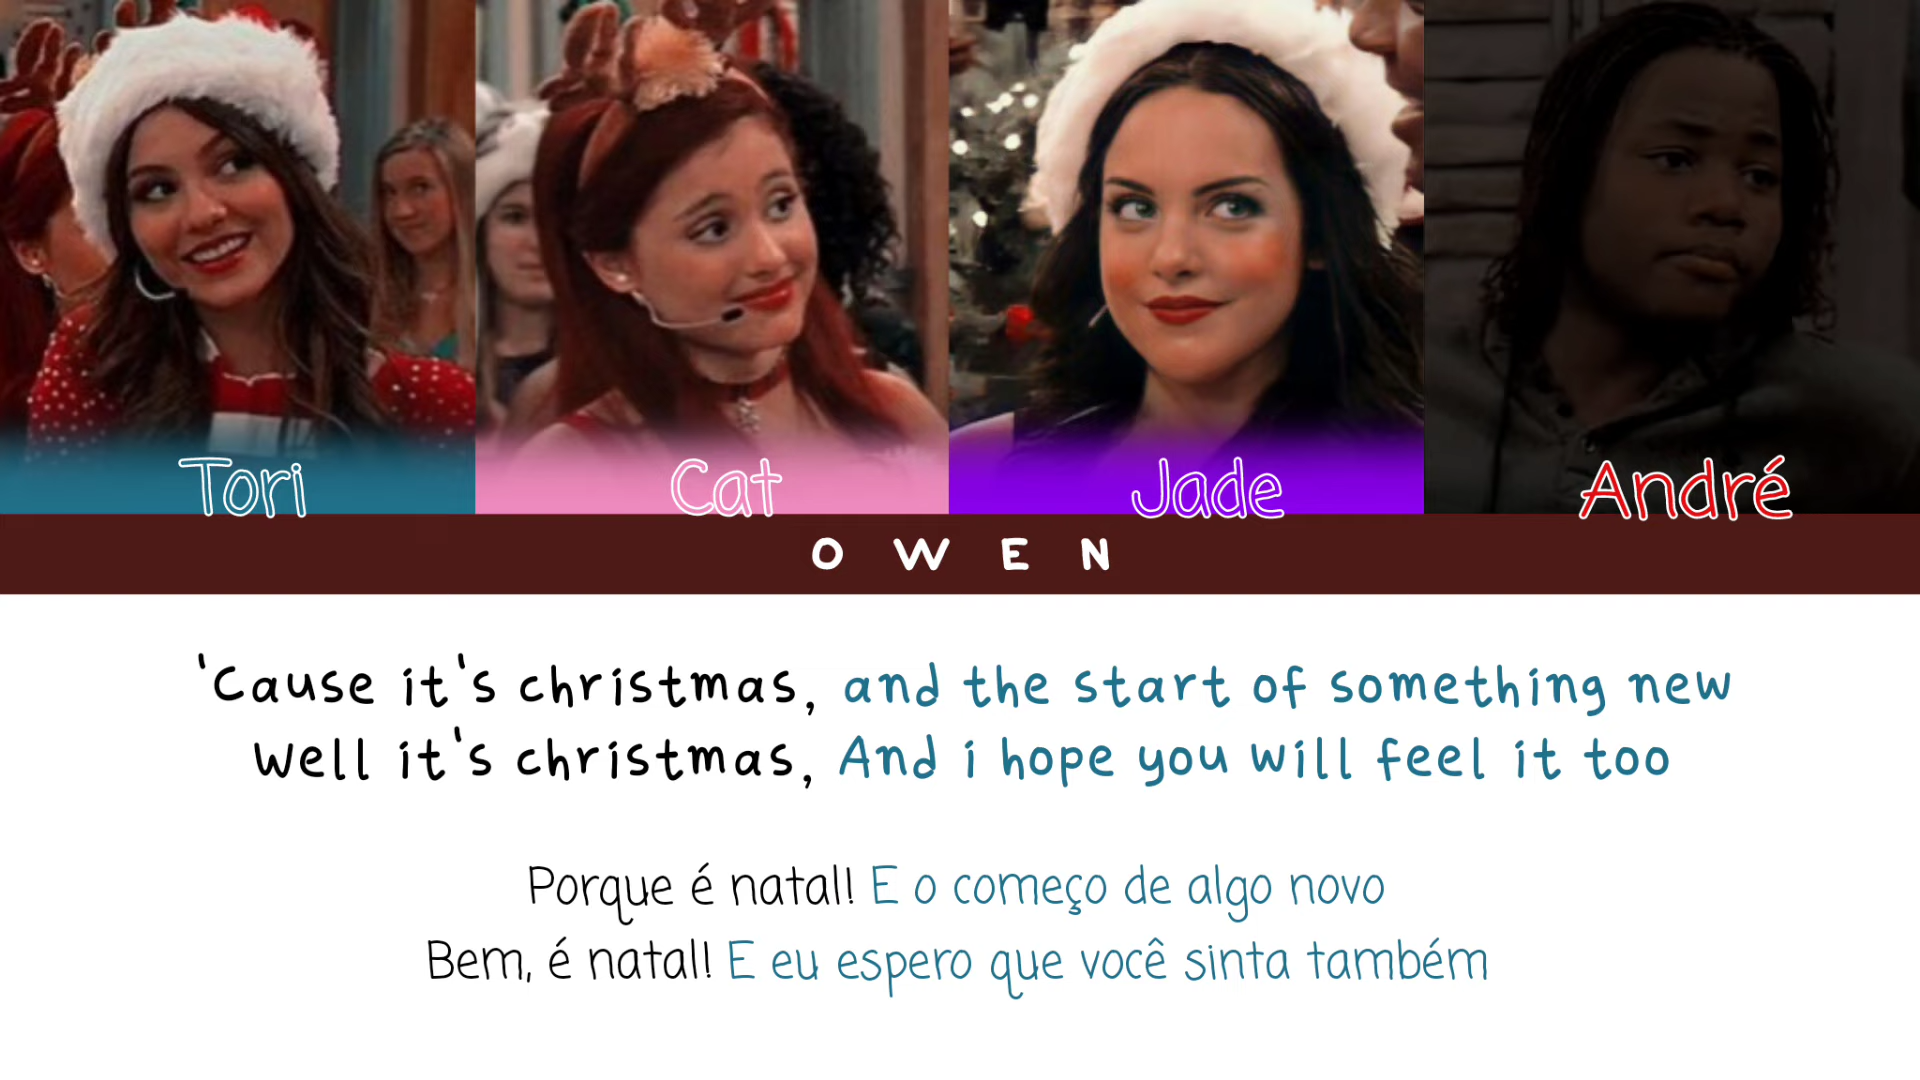 Tori Cat Jade André
OWEN
'Cause it's christmas, and the start of something new
well it's christmas, And i hope you will feel it too
Porque é natal! E o começo de algo novo
Bem, é natal! E eu espero que você sinta também